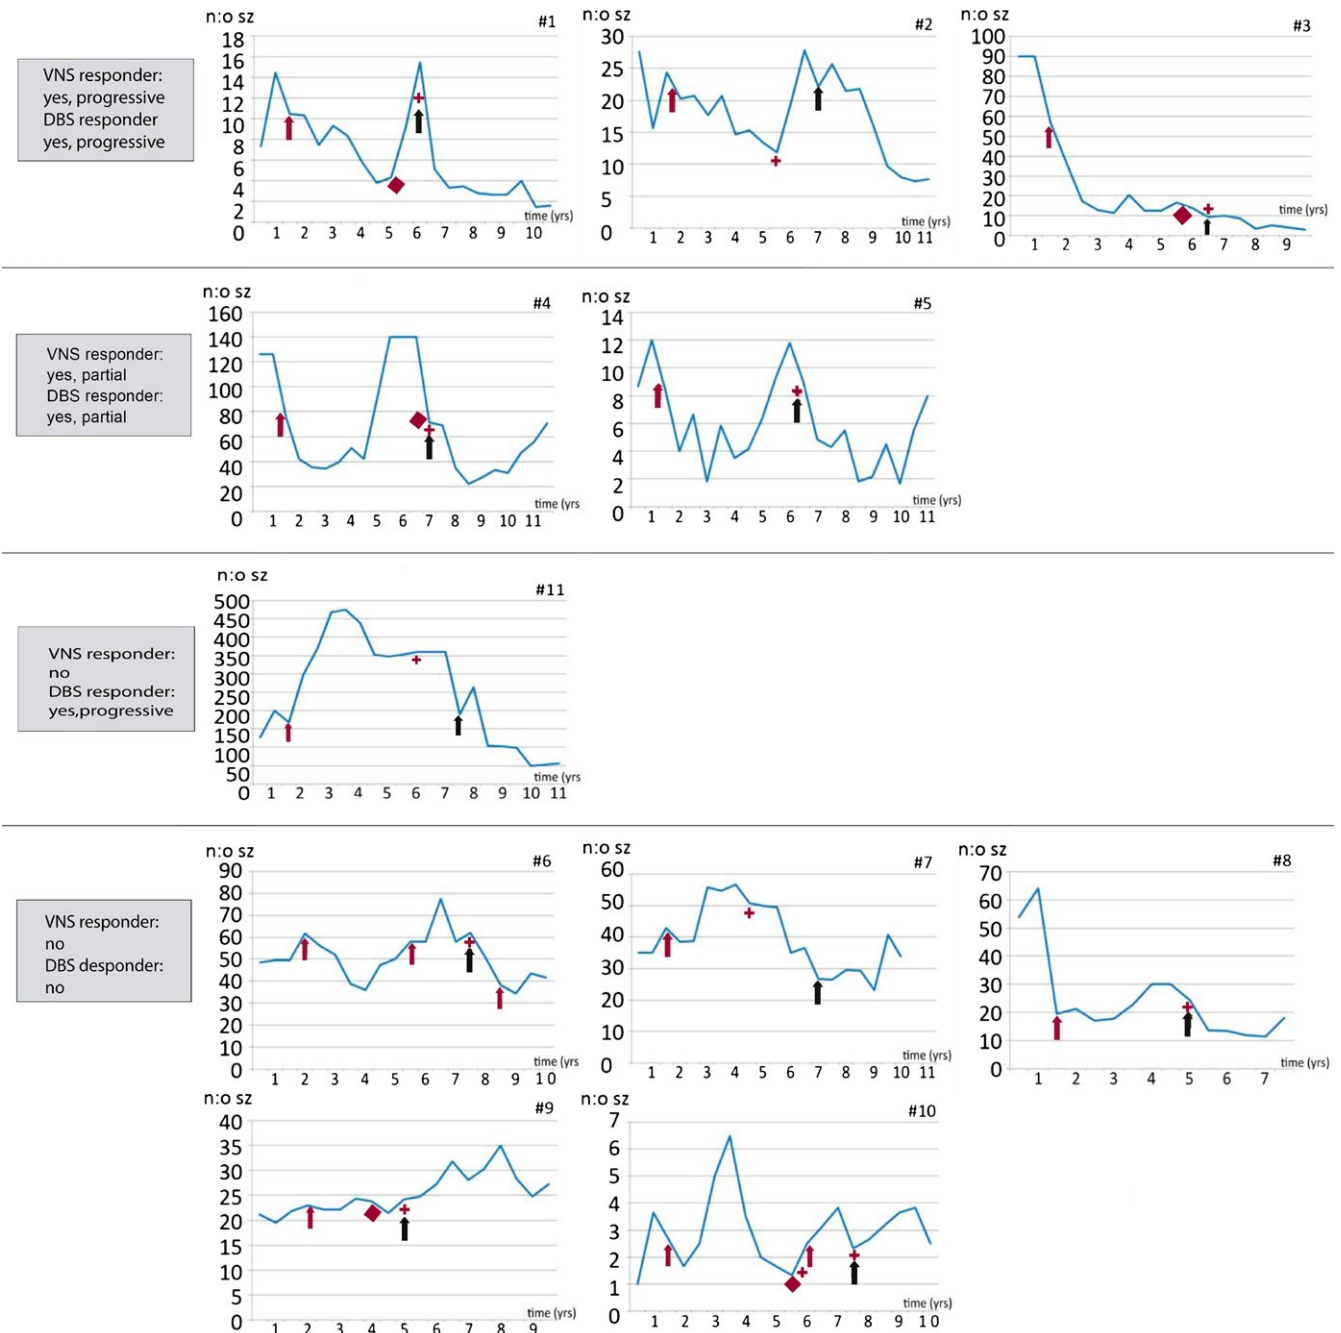 VNS responder:
yes, progressive
DBS responder
yes, progressive
n:o sz
#1
18
16
14
12
10
8
6
4
2
0
time (yrs)
1 2 3 4 5 6 7 8 9 10
n:o sz
#2
30
25
20
15
10
5
0
1 2 3 4 5 6 7 8 9 10 11
n:o sz
#3
100
90
80
70
60
50
40
30
20
10
0
time (yrs)
1 2 3 4 5 6 7 8 9
VNS responder:
yes, partial
DBS responder:
yes, partial
n:o sz
#4
160
140
120
100
80
60
40
20
0
time (yrs
1 2 3 4 5 6 7 8 9 10 11
n:o sz
#5
14
12
10
8
6
4
2
0
time (yrs)
1 2 3 4 5 6 7 8 9 10 11
VNS responder:
no
DBS responder:
yes,progressive
n:o sz
#11
500
450
400
350
300
250
200
150
100
50
0
time (yrs
1 2 3 4 5 6 7 8 9 10 11
VNS responder:
no
DBS desponder:
no
n:o sz
#6
90
80
70
60
50
40
30
20
10
0
time (yrs)
1 2 3 4 5 6 7 8 9 10
n:o sz
#7
60
50
40
30
20
10
0
1 2 3 4 5 6 7 8 9 10 11
n:o sz
#8
70
60
50
40
30
20
10
0
time (yrs)
1 2 3 4 5 6 7
n:o sz
#9
40
35
30
25
20
15
10
5
0
time (yrs)
1 2 3 4 5 6 7 8 9
n:o sz
#10
7
6
5
4
3
2
1
0
time (yrs)
1 2 3 4 5 6 7 8 9 10